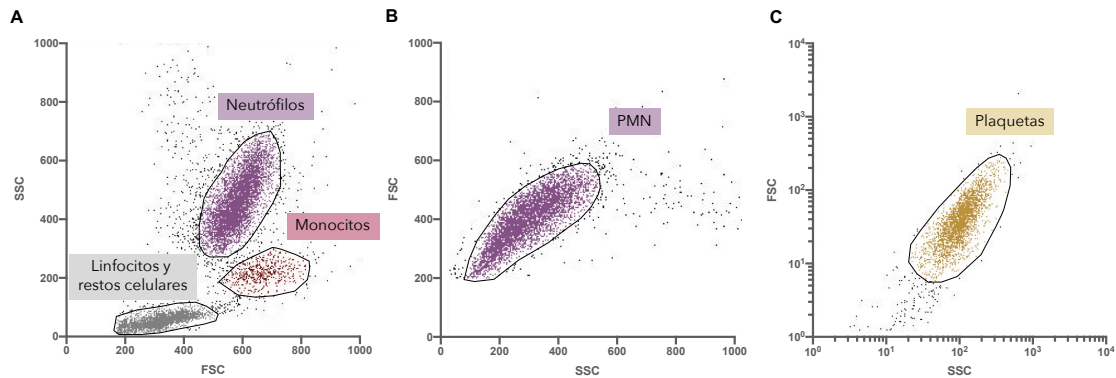 A
B
C
1000
800
600
400
200
0
SSC
0 200 400 600 800 1000
FSC
Neutrófilos
Monocitos
Linfocitos y
restos celulares
1000
800
600
400
200
0
FSC
0 200 400 600 800 1000
SSC
PMN
10⁴
10³
10²
10¹
1⁰
FSC
10⁰ 10¹ 10² 10³ 10⁴
SSC
Plaquetas